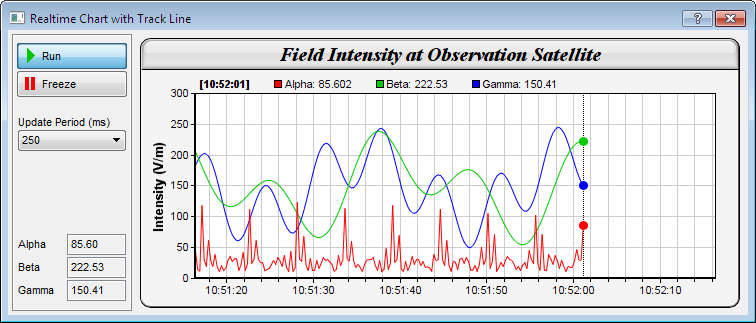 Realtime Chart with Track Line
Run
Freeze
Update Period (ms)
250
Alpha 85.60
Beta 222.53
Gamma 150.41
Field Intensity at Observation Satellite
[10:52:01] Alpha: 85.602 Beta: 222.53 Gamma: 150.41
Intensity (V/m)
300
250
200
150
100
50
0
10:51:20 10:51:30 10:51:40 10:51:50 10:52:00 10:52:10